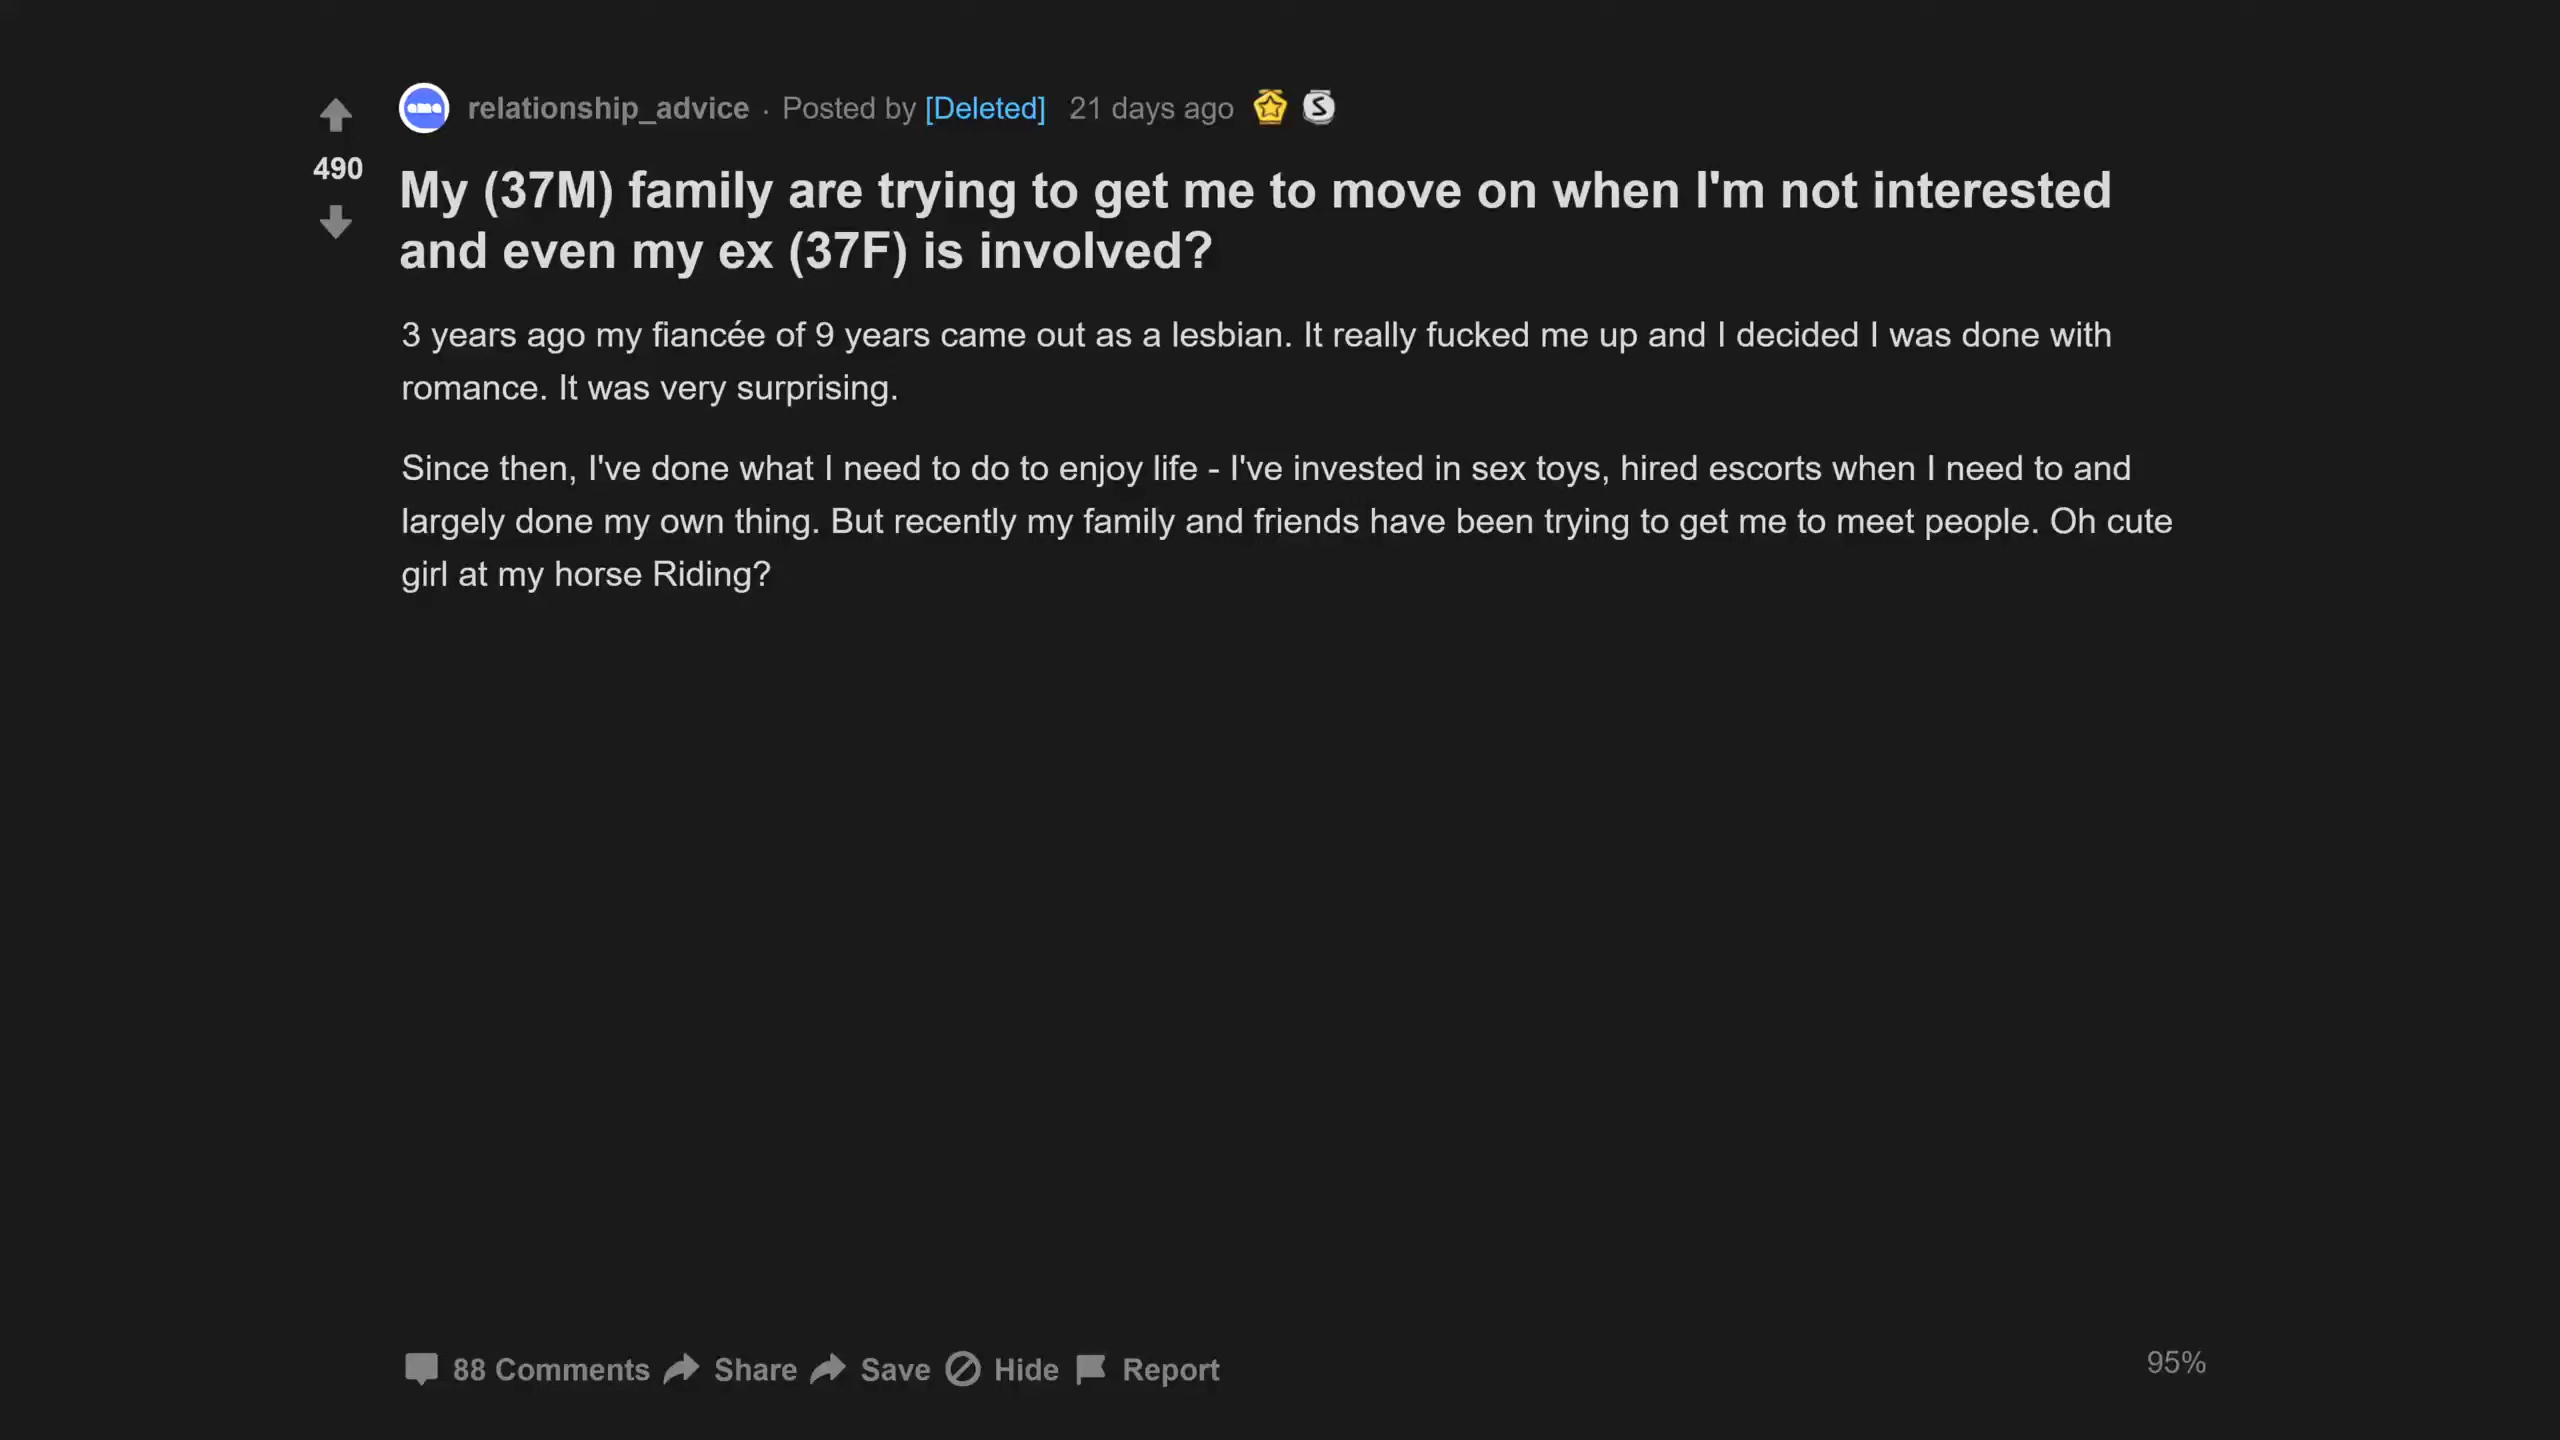 relationship_advice · Posted by [Deleted] 21 days ago
490
My (37M) family are trying to get me to move on when I'm not interested
and even my ex (37F) is involved?
3 years ago my fiancée of 9 years came out as a lesbian. It really fucked me up and I decided I was done with
romance. It was very surprising.
Since then, I've done what I need to do to enjoy life - I've invested in sex toys, hired escorts when I need to and
largely done my own thing. But recently my family and friends have been trying to get me to meet people. Oh cute
girl at my horse Riding?
88 Comments Share Save Hide Report
95%